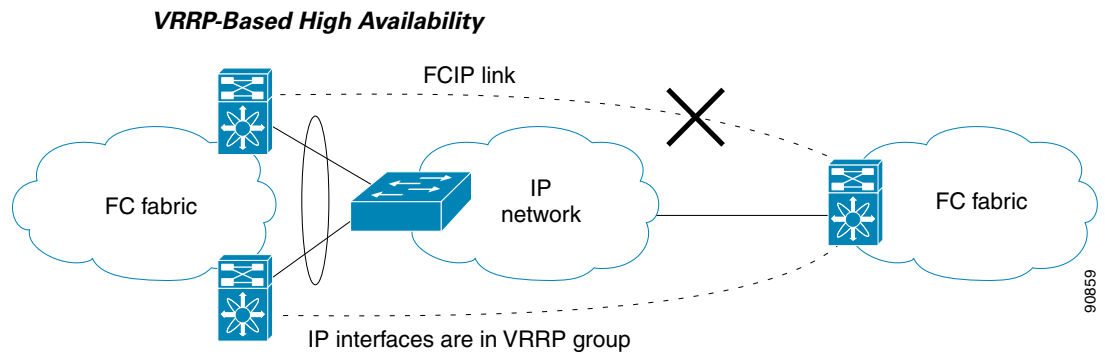 VRRP-Based High Availability
FCIP link
FC fabric
IP
network
FC fabric
IP interfaces are in VRRP group
90859